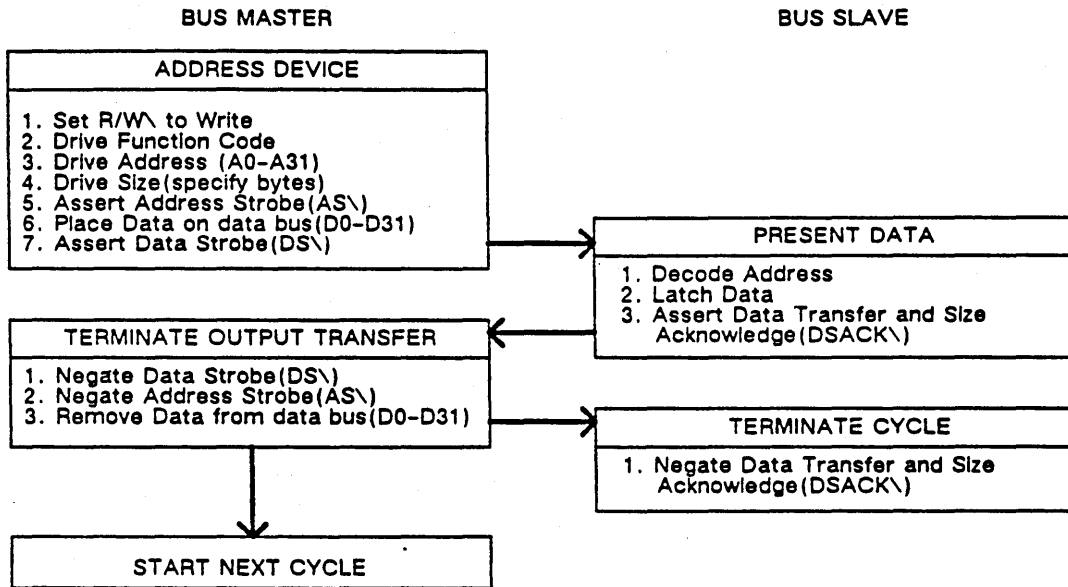 BUS MASTER
BUS SLAVE
ADDRESS DEVICE
1. Set R/W\ to Write
2. Drive Function Code
3. Drive Address (A0-A31)
4. Drive Size(specify bytes)
5. Assert Address Strobe(AS\)
6. Place Data on data bus(D0-D31)
7. Assert Data Strobe(DS\)
PRESENT DATA
1. Decode Address
2. Latch Data
3. Assert Data Transfer and Size
Acknowledge(DSACK\)
TERMINATE OUTPUT TRANSFER
1. Negate Data Strobe(DS\)
2. Negate Address Strobe(AS\)
3. Remove Data from data bus(D0-D31)
TERMINATE CYCLE
1. Negate Data Transfer and Size
Acknowledge(DSACK\)
START NEXT CYCLE